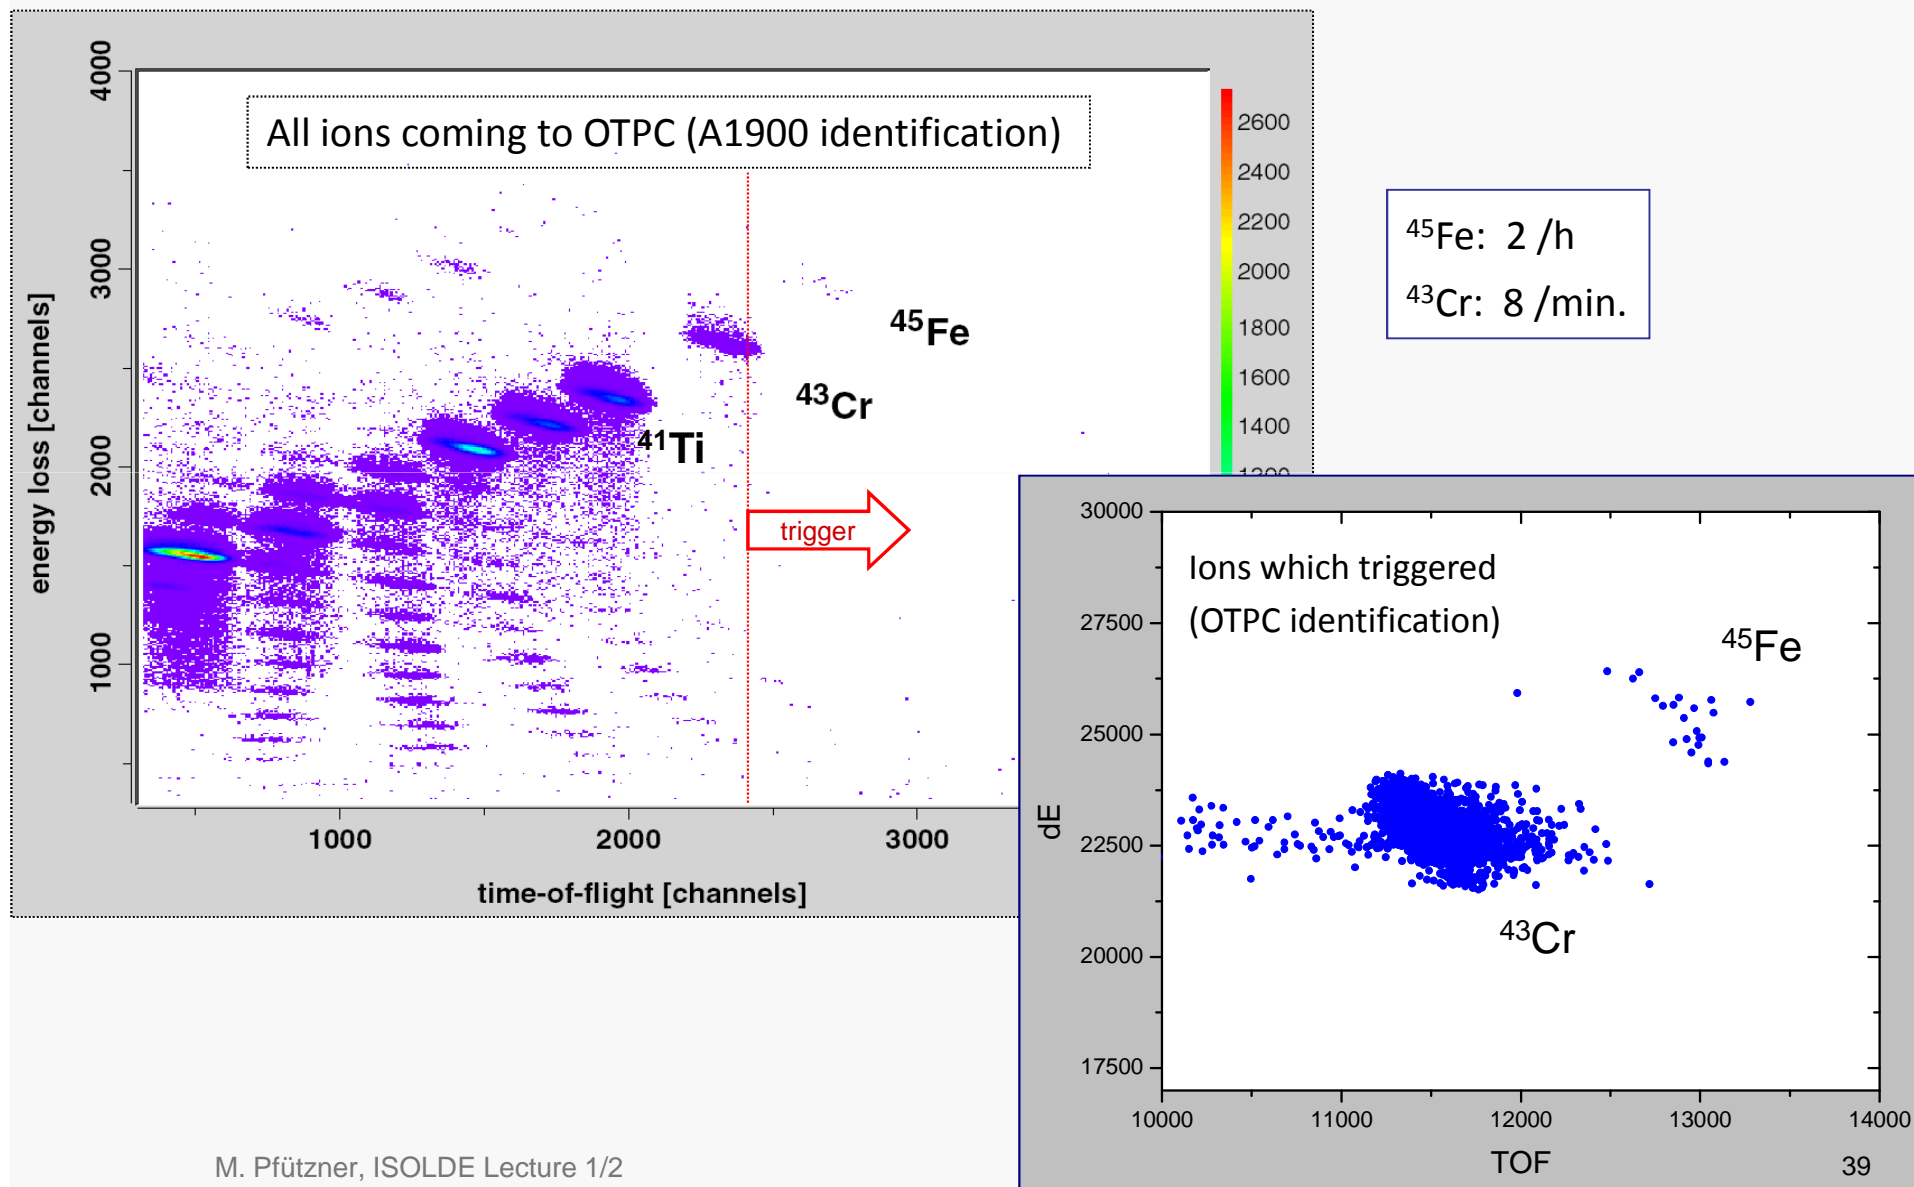 All ions coming to OTPC (A1900 identification)
4000
3000
2000
1000
energy loss [channels]
1000
2000
3000
time-of-flight [channels]
⁴⁵Fe
⁴³Cr
⁴¹Ti
trigger
2600
2400
2200
2000
1800
1600
1400
1200
⁴⁵Fe: 2 /h
⁴³Cr: 8 /min.
30000
27500
25000
22500
20000
17500
dE
Ions which triggered
(OTPC identification)
⁴⁵Fe
⁴³Cr
10000
11000
12000
13000
14000
TOF
M. Pfützner, ISOLDE Lecture 1/2
39